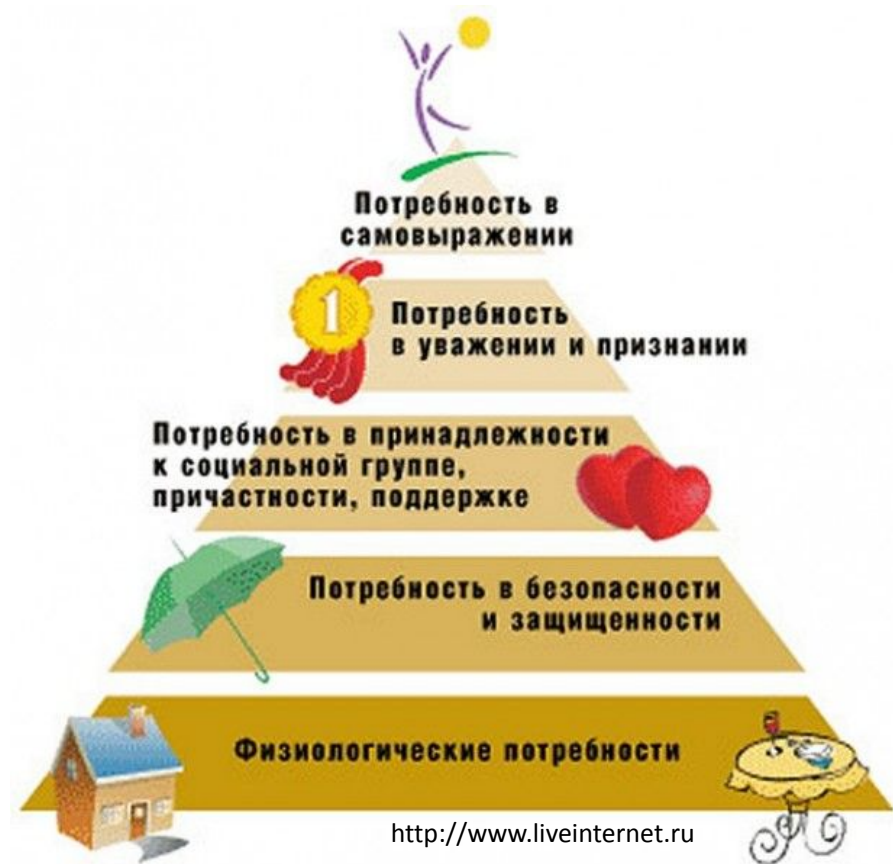 Потребность в
самовыражении
1
Потребность
в уважении и признании
Потребность в принадлежности
к социальной группе,
причастности, поддержке
Потребность в безопасности
и защищенности
Физиологические потребности
http://www.liveinternet.ru